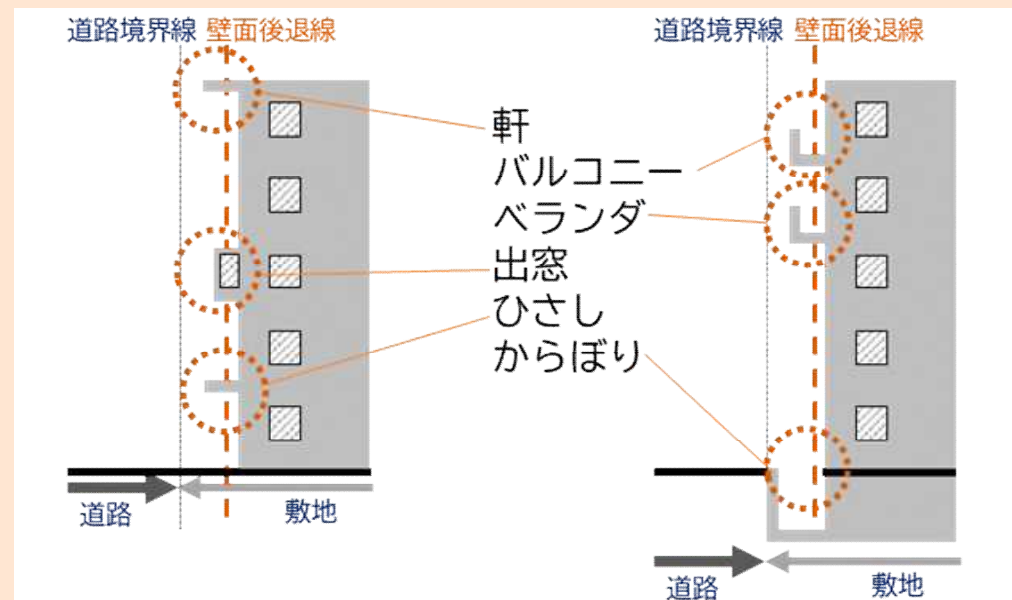 道路境界線 壁面後退線
道路境界線 壁面後退線
軒
バルコニー
ベランダ
出窓
ひさし
からぼり
道路
敷地
道路
敷地